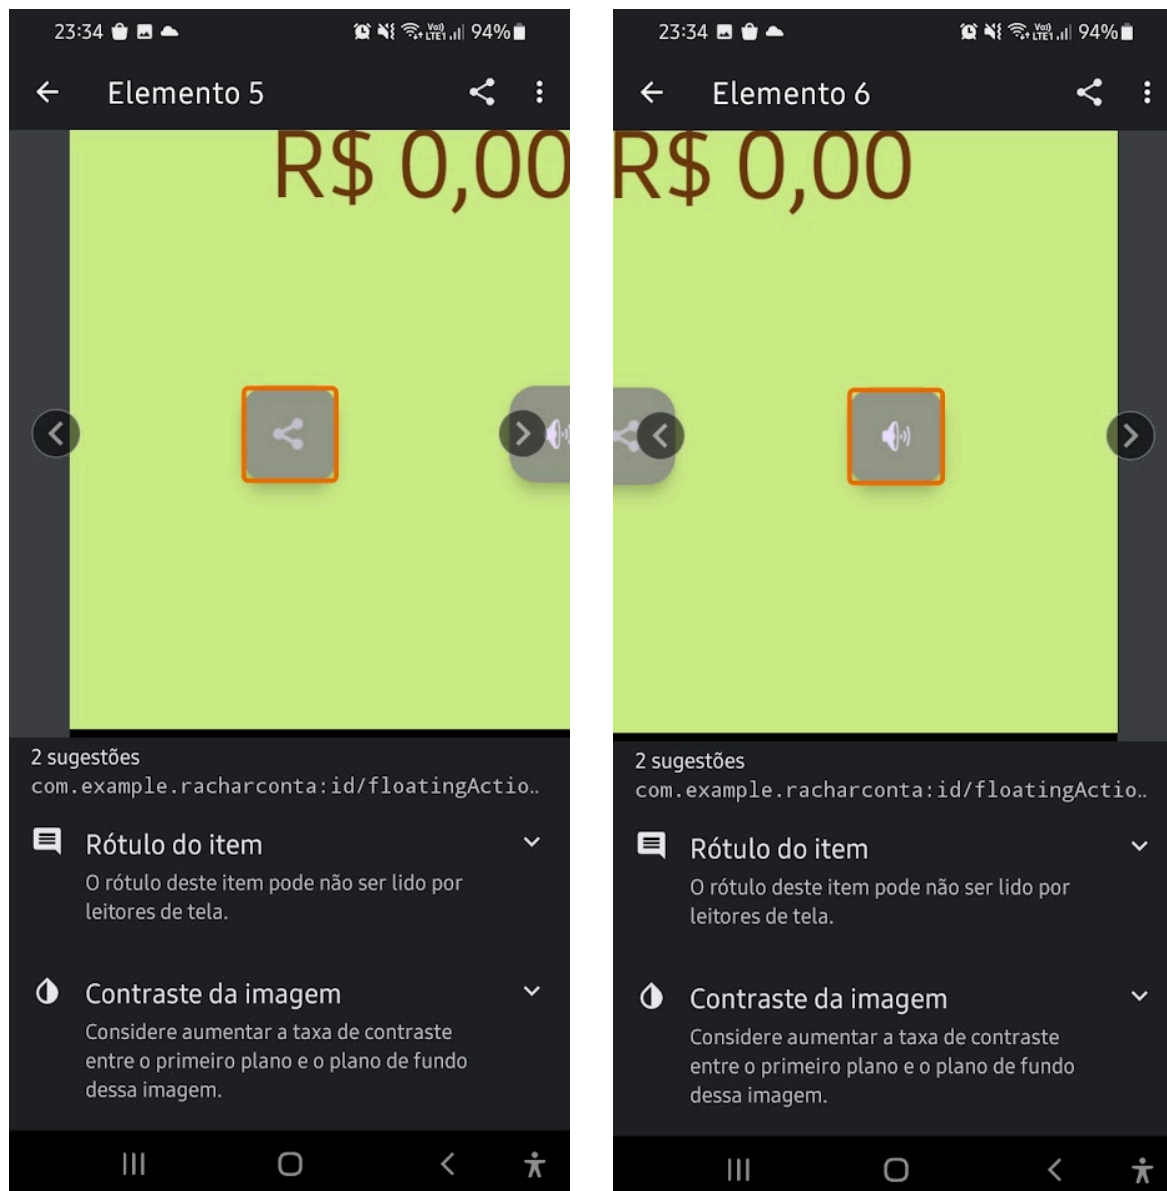 23:34
Voo)
LTE1
94%
Elemento 5
R$ 0,00
2 sugestões
com.example.racharconta:id/floatingActio..
Rótulo do item
O rótulo deste item pode não ser lido por
leitores de tela.
Contraste da imagem
Considere aumentar a taxa de contraste
entre o primeiro plano e o plano de fundo
dessa imagem.
23:34
Voo)
LTE1
94%
Elemento 6
R$ 0,00
2 sugestões
com.example.racharconta:id/floatingActio..
Rótulo do item
O rótulo deste item pode não ser lido por
leitores de tela.
Contraste da imagem
Considere aumentar a taxa de contraste
entre o primeiro plano e o plano de fundo
dessa imagem.